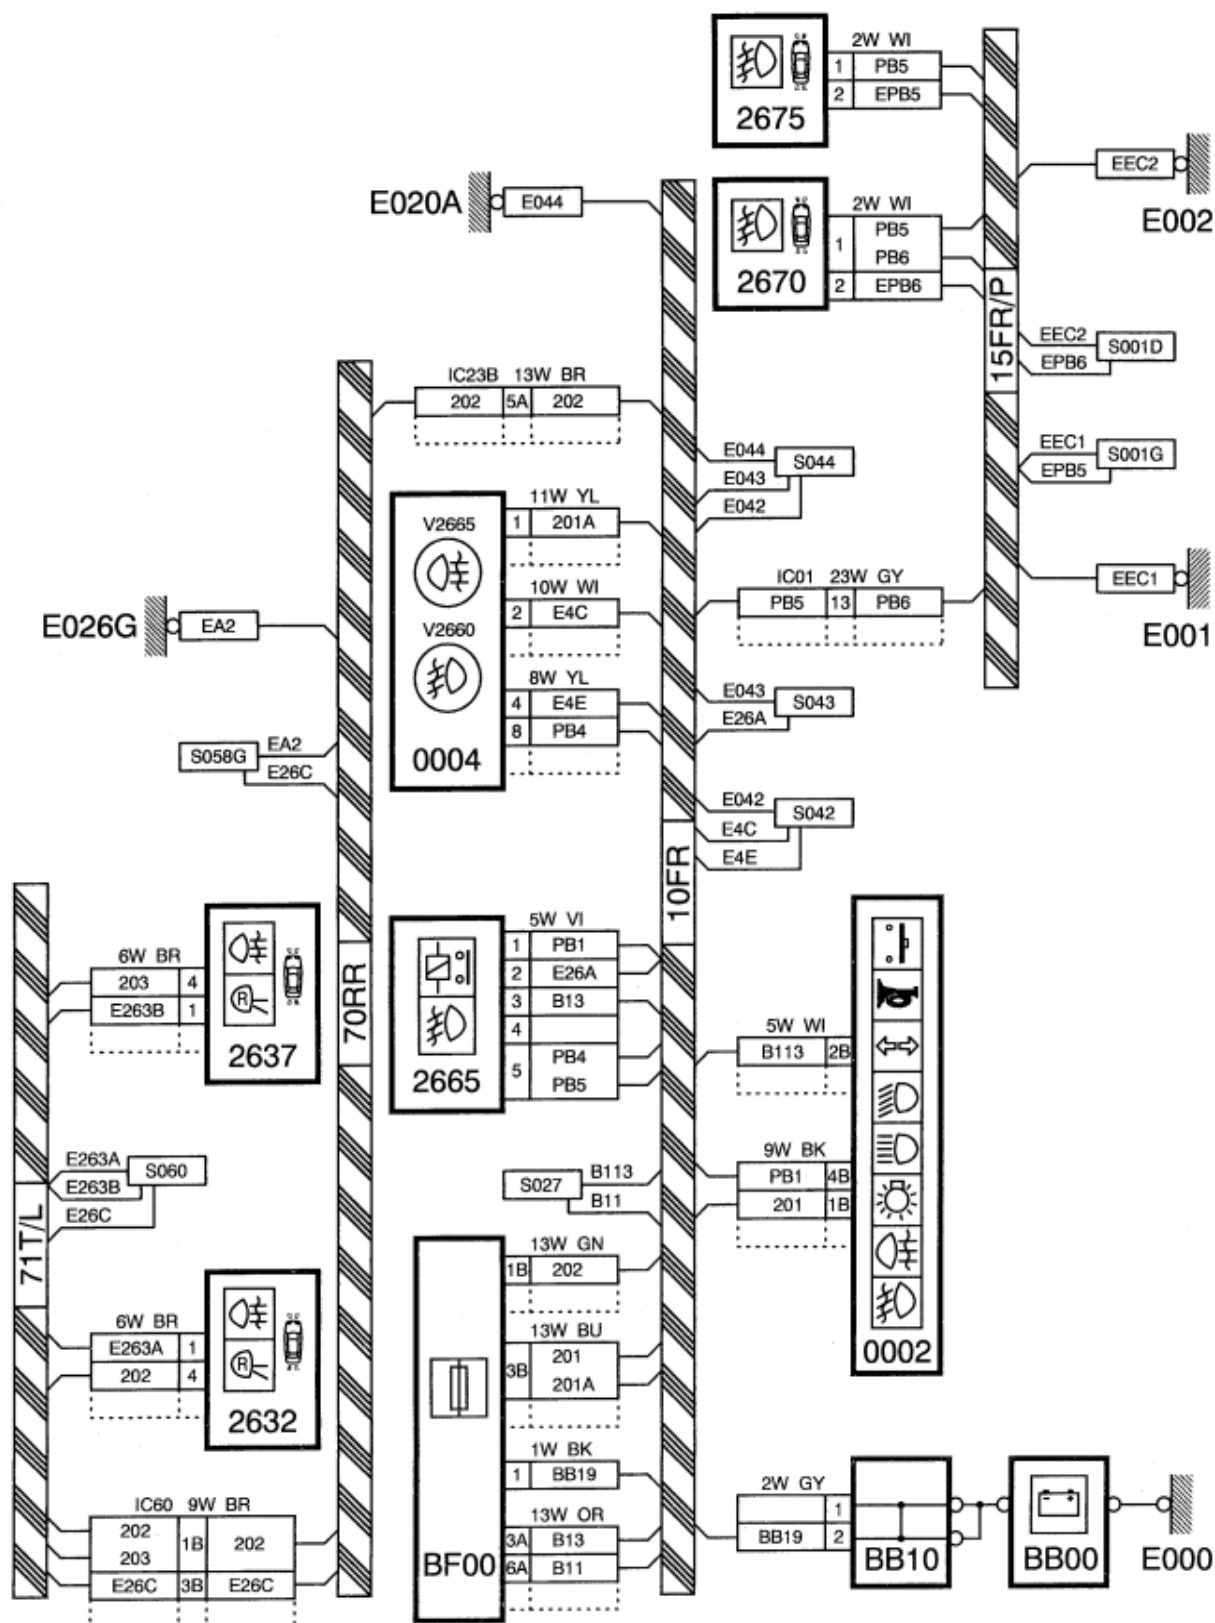 2W WI
1 PB5
2 EPB5
2675
EEC2
E002
E020A E044
2W WI
PB5
1
PB6
2 EPB6
2670
15FR/P
EEC2
EPB6
S001D
IC23B 13W BR
202 5A 202
E044
E043
E042
S044
EEC1
EPB5
S001G
V2665
11W YL
1 201A
10W WI
2 E4C
V2660
8W YL
4 E4E
8 PB4
0004
IC01 23W GY
PB5 13 PB6
EEC1
E001
E026G EA2
E043
E26A
S043
S058G
EA2
E26C
E042
E4C
E4E
S042
10FR
70RR
6W BR
203 4
E263B 1
2637
5W VI
1 PB1
2 E26A
3 B13
4
5
PB4
PB5
2665
5W WI
B113 2B
9W BK
PB1 4B
201 1B
0002
E263A
E263B
E26C
S060
71T/L
S027
B113
B11
6W BR
E263A 1
202 4
R
R
2632
13W GN
1B 202
13W BU
3B
201
201A
1W BK
1 BB19
13W OR
3A B13
6A B11
BF00
IC60 9W BR
202
203
1B 202
E26C 3B E26C
2W GY
1
BB19 2
BB10
BB00
E000